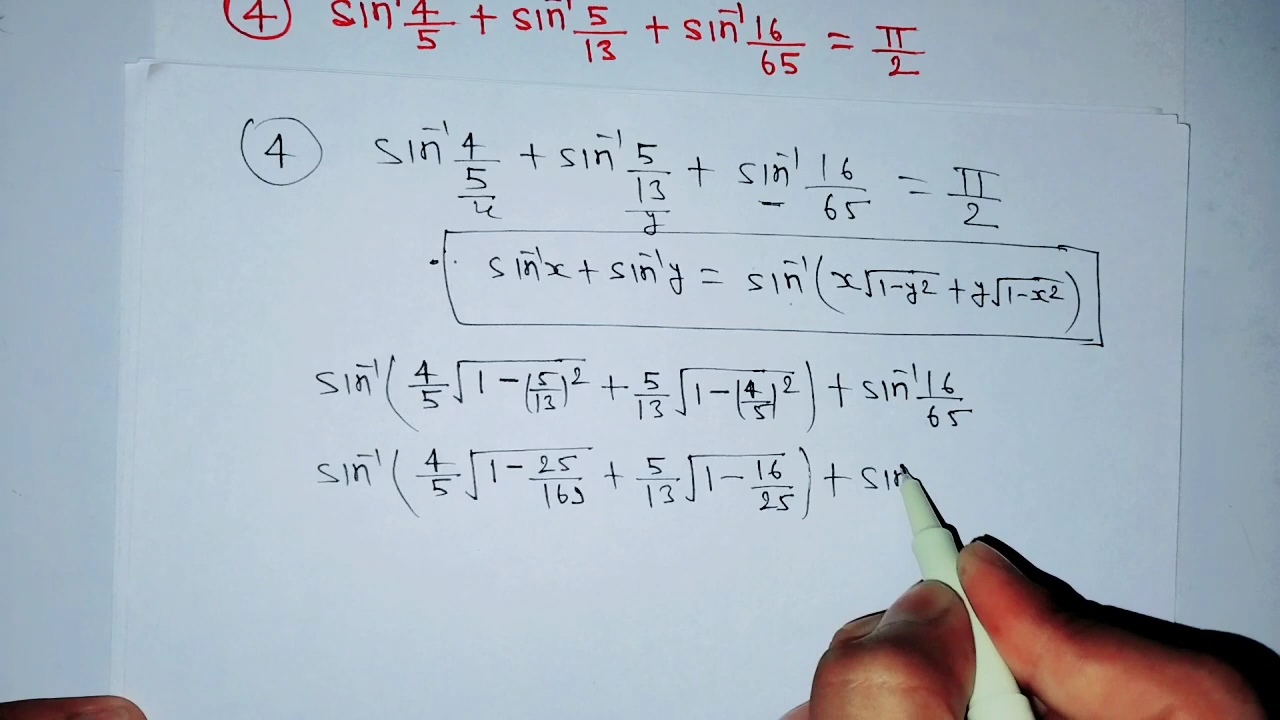 ④ sin⁻¹ 4/5 + sin⁻¹ 5/13 + sin⁻¹ 16/65 = π/2
④ sin⁻¹ 4/5 + sin⁻¹ 5/13 + sin⁻¹ 16/65 = π/2
x y
sin⁻¹x + sin⁻¹y = sin⁻¹(x√(1-y²) + y√(1-x²))
sin⁻¹(4/5 √(1-(5/13)²) + 5/13 √(1-(4/5)²)) + sin⁻¹ 16/65
sin⁻¹(4/5 √(1-25/169) + 5/13 √(1-16/25)) + sin